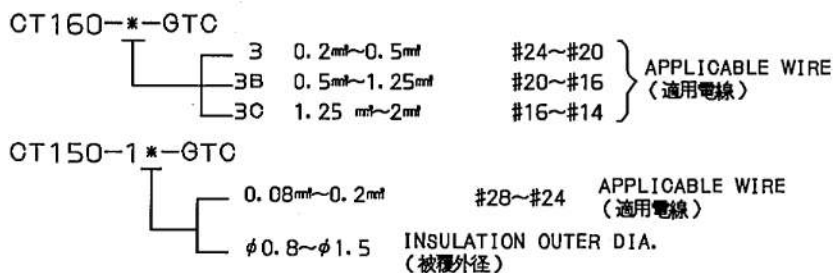 CT160-*-GTC
3 0.2㎟~0.5㎟ #24~#20
3B 0.5㎟~1.25㎟ #20~#16
3C 1.25 ㎟~2㎟ #16~#14
APPLICABLE WIRE
(適用電線)
CT150-1*-GTC
0.08㎟~0.2㎟ #28~#24 APPLICABLE WIRE
(適用電線)
φ0.8~φ1.5 INSULATION OUTER DIA.
(被覆外径)